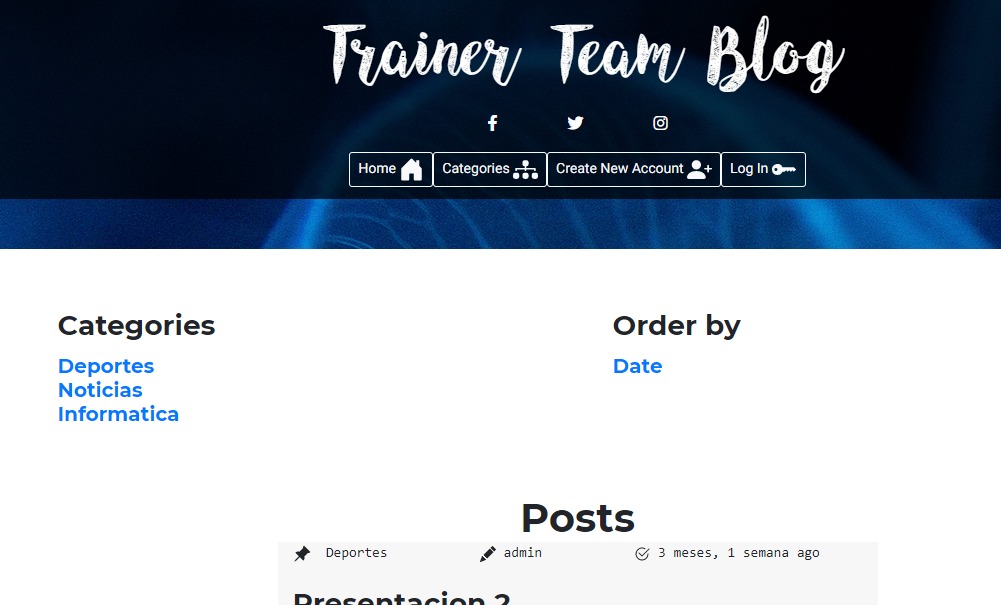 Trainer Team Blog
Home Categories Create New Account Log In
Categories
Deportes
Noticias
Informatica
Order by
Date
Posts
Deportes admin 3 meses, 1 semana ago
Presentacion 2